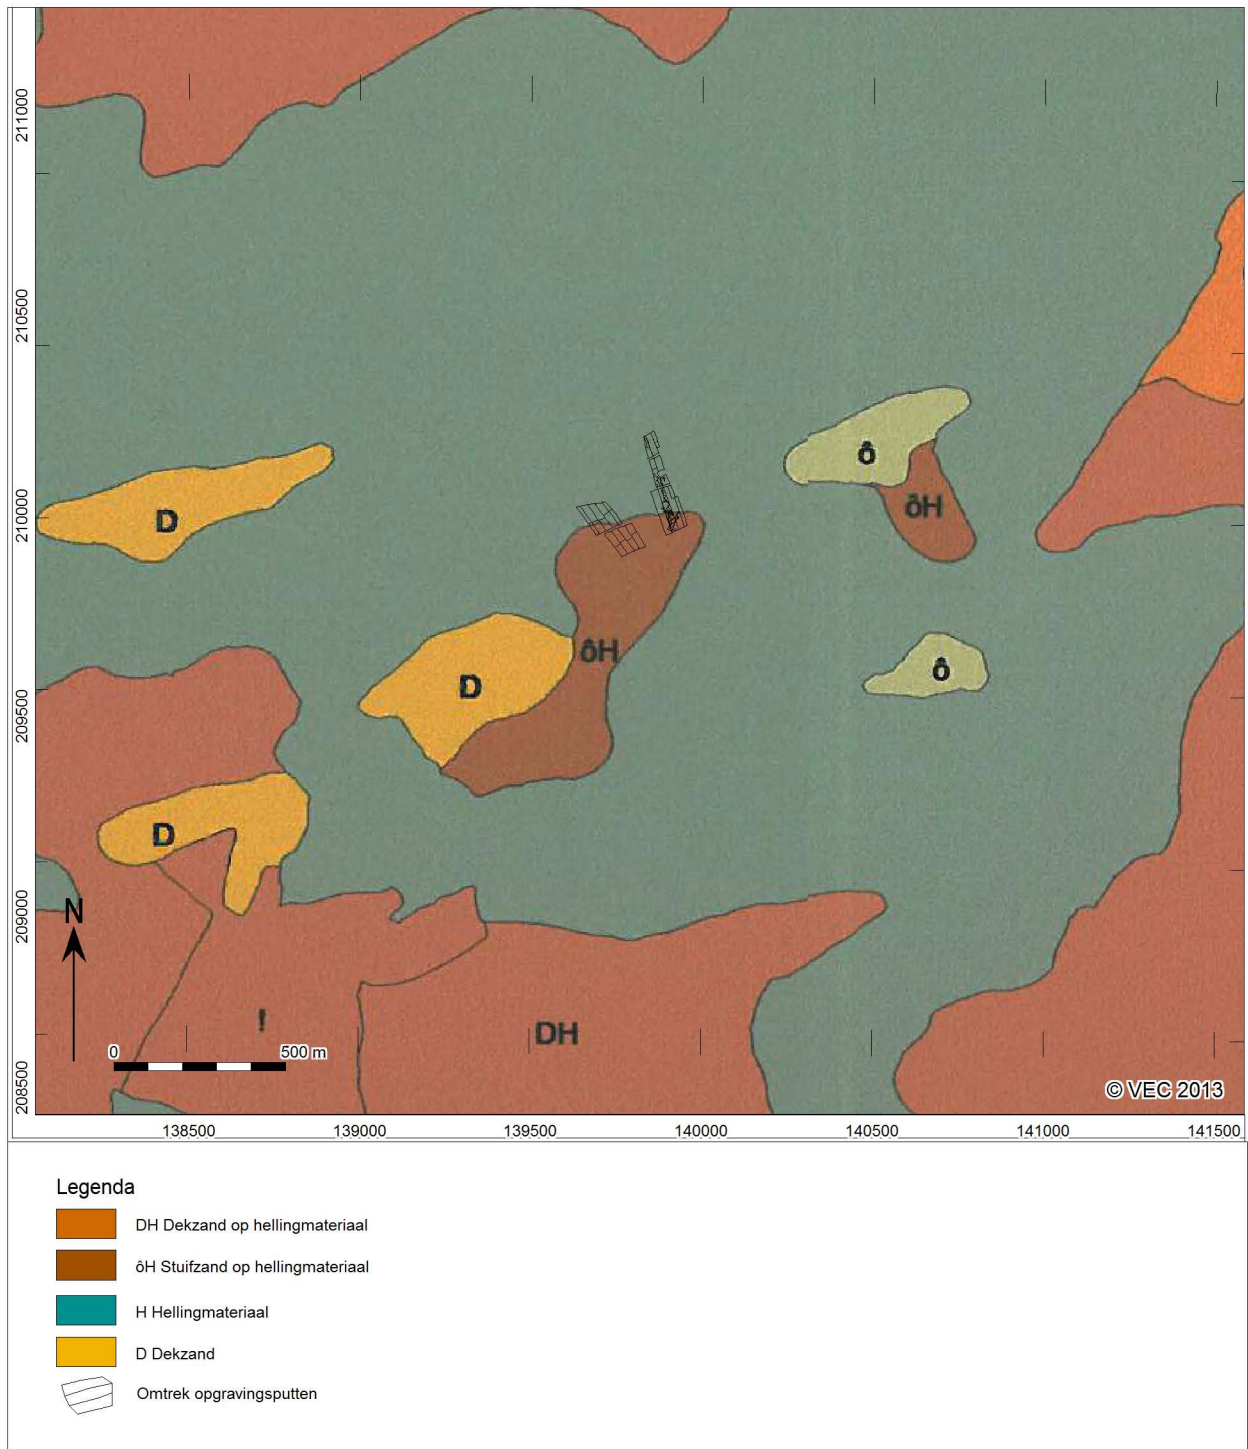 211000
210500
210000
209500
209000
208500
D
ô
ôH
ôH
D
ô
D
N
!
DH
0 500 m
© VEC 2013
138500 139000 139500 140000 140500 141000 141500
Legenda
DH Dekzand op hellingmateriaal
ôH Stuifzand op hellingmateriaal
H Hellingmateriaal
D Dekzand
Omtrek opgravingsputten